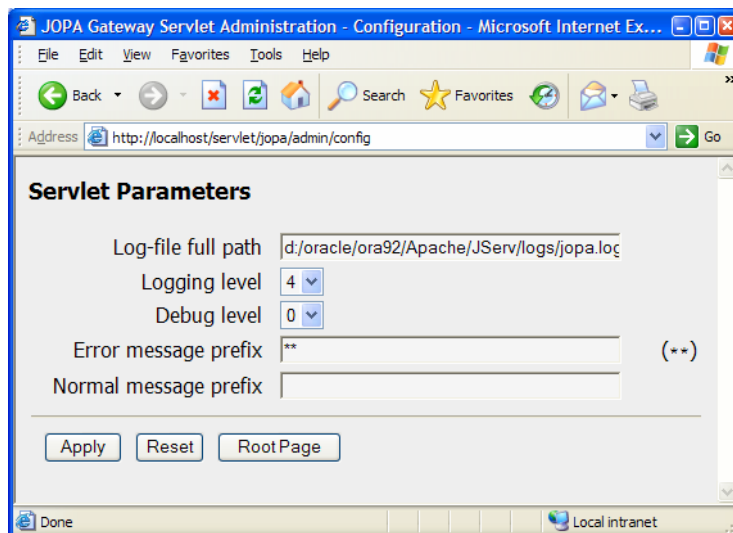 JOPA Gateway Servlet Administration - Configuration - Microsoft Internet Ex...
File Edit View Favorites Tools Help
Back Search Favorites
Address http://localhost/servlet/jopa/admin/config Go
Servlet Parameters
Log-file full path d:/oracle/ora92/Apache/JServ/logs/jopa.log
Logging level 4
Debug level 0
Error message prefix ** (**)
Normal message prefix
Apply Reset Root Page
Done Local intranet